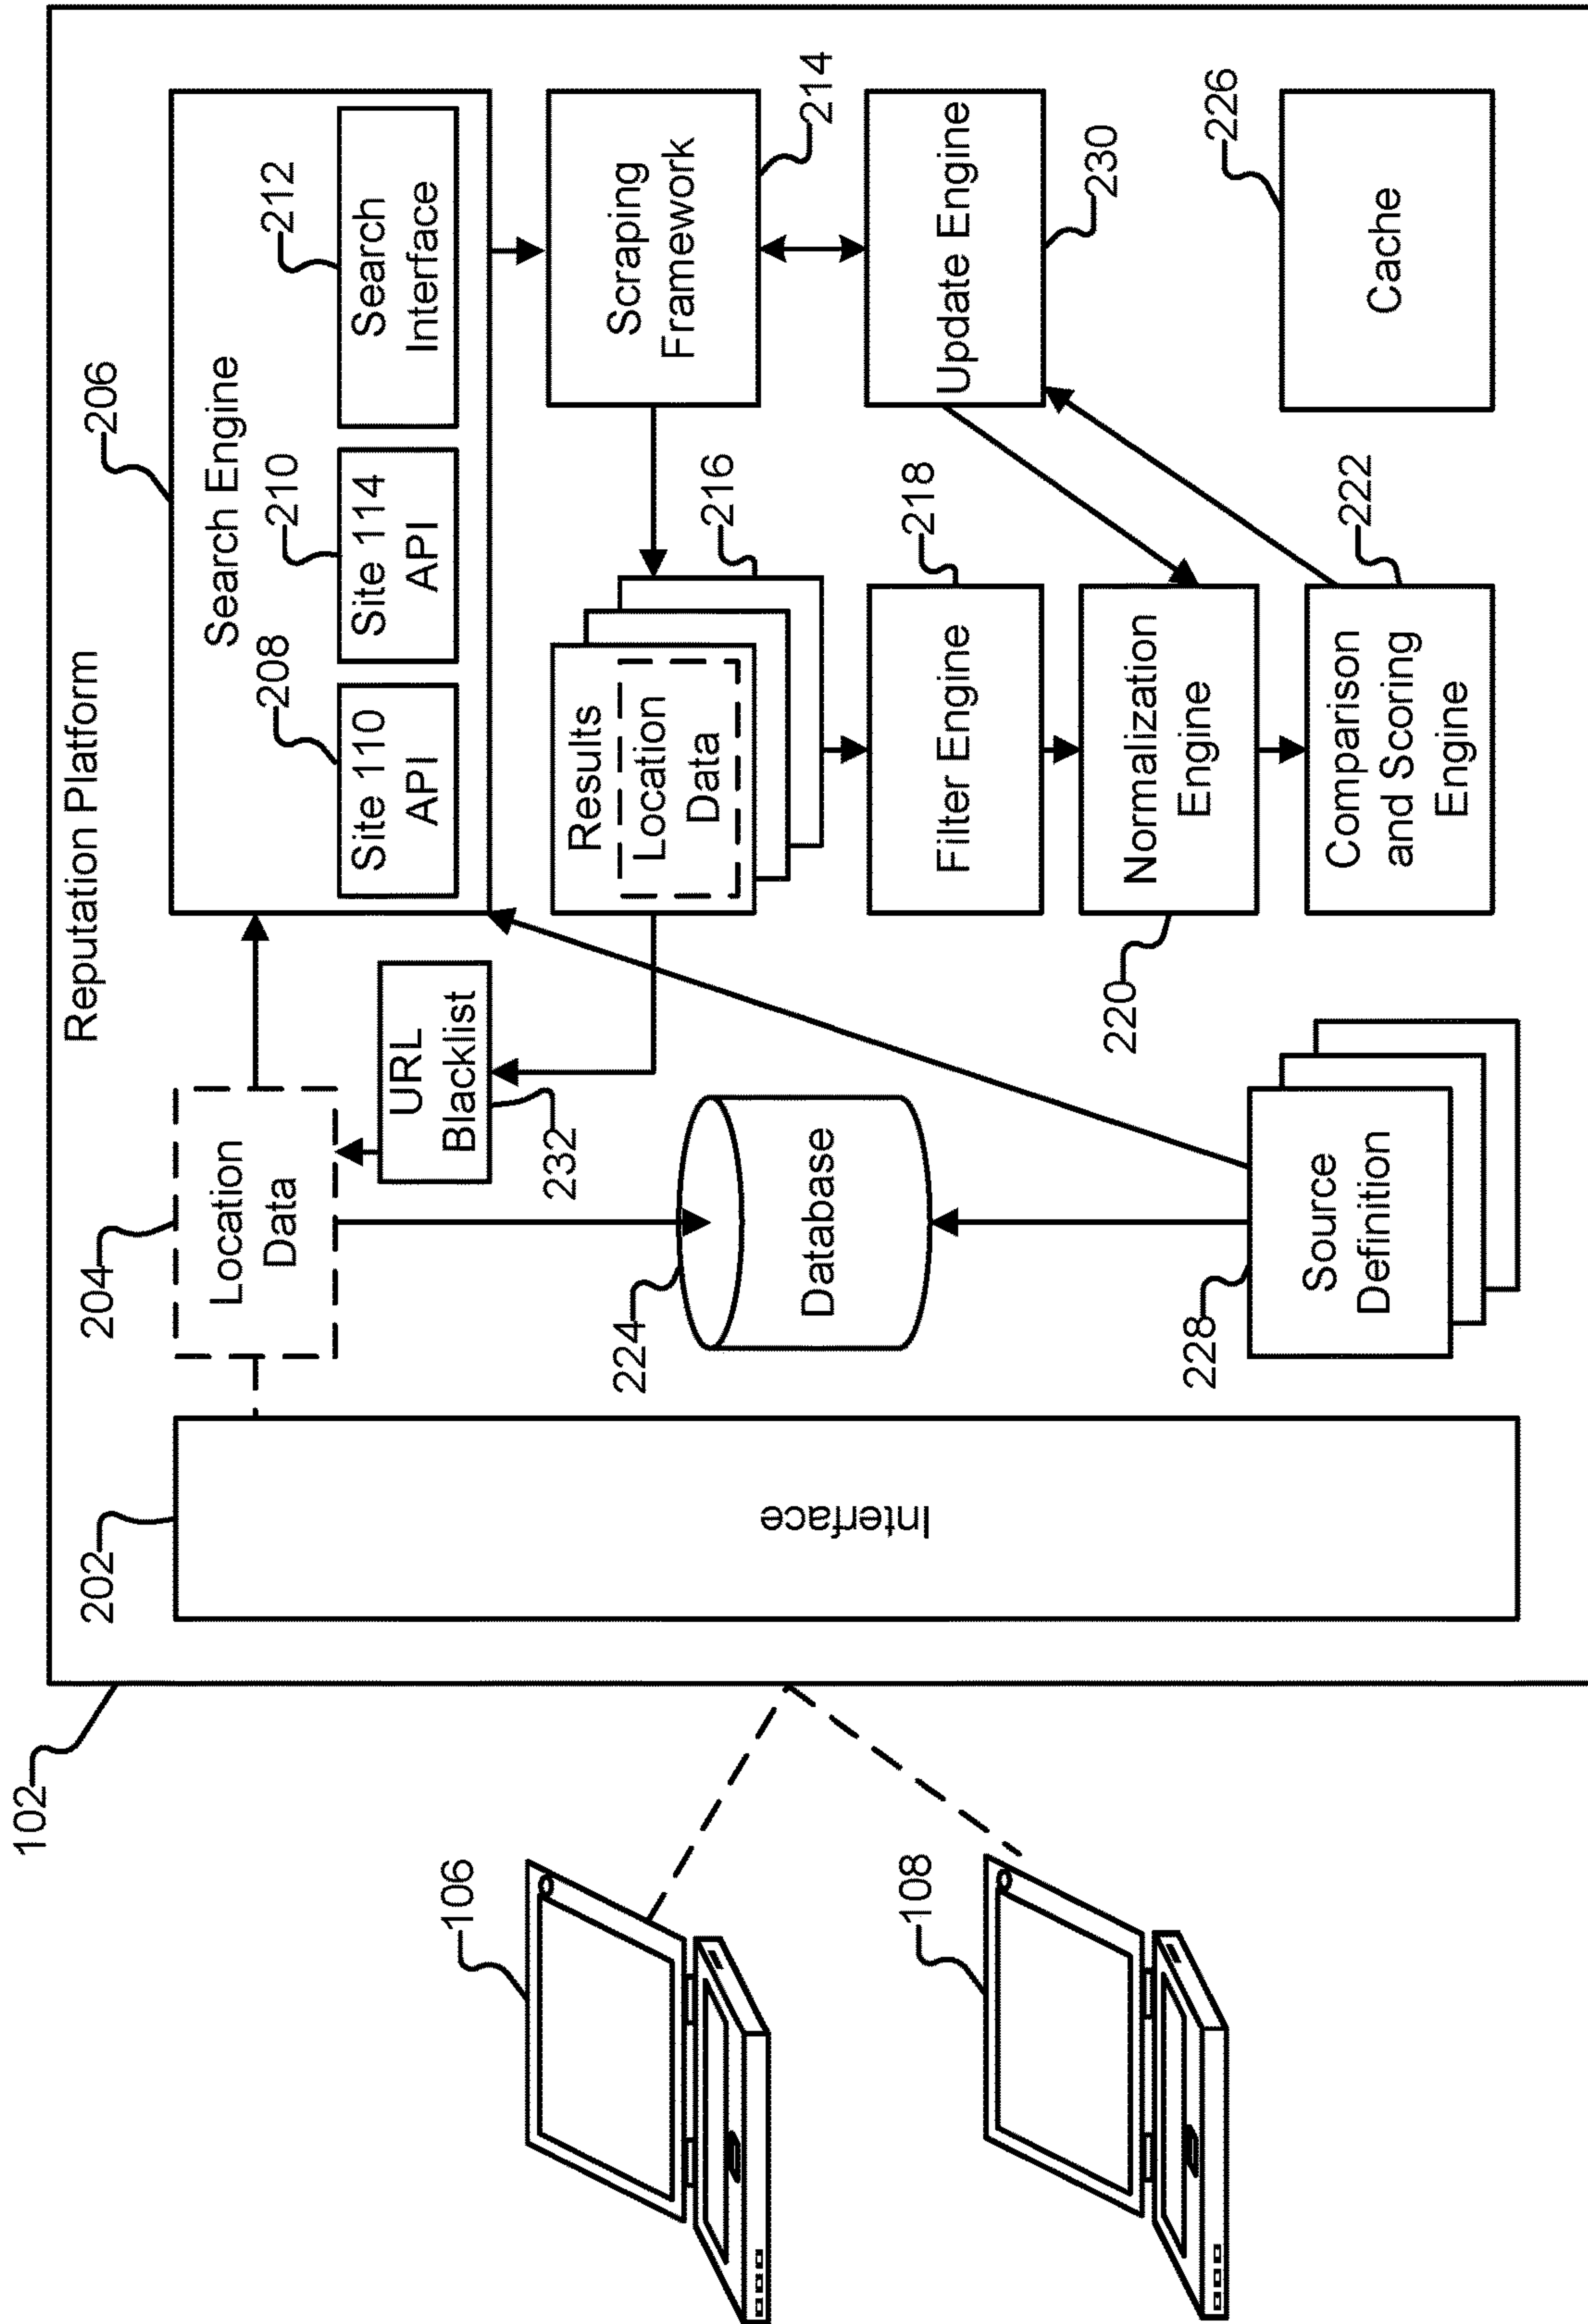 102
Reputation Platform
106
108
202
Interface
204
Location
Data
URL
Blacklist
232
224
Database
228
Source
Definition
206
Search Engine
208
Site 110
API
210
Site 114
API
212
Search
Interface
Scraping
Framework
214
Results
Location
Data
216
Filter Engine
218
Update Engine
230
Normalization
Engine
220
Comparison
and Scoring
Engine
222
Cache
226